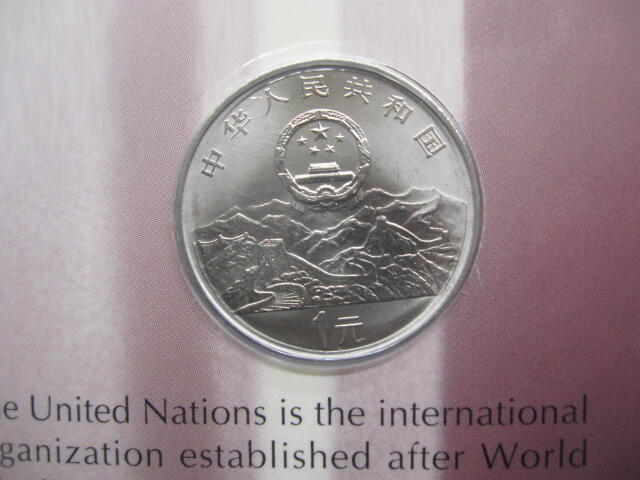 中华人民共和国
1元
e United Nations is the international
ganization established after World